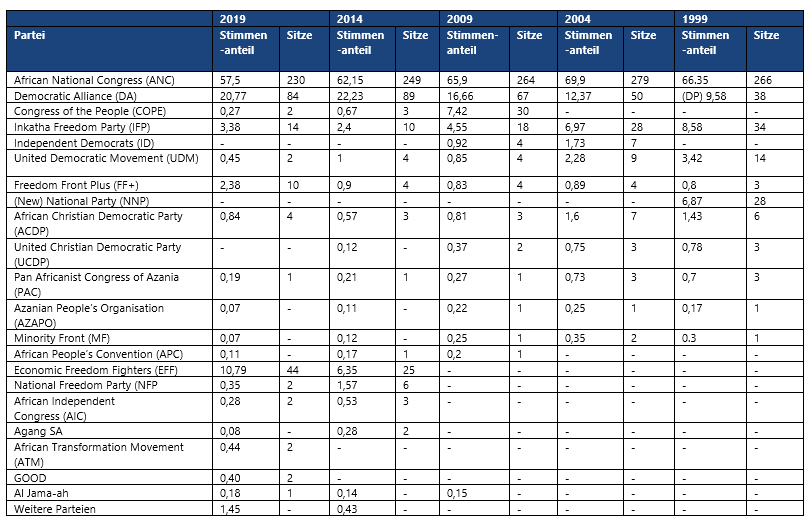 2019 2014 2009 2004 1999
Partei Stimmen Sitze Stimmen Sitze Stimmen- Sitze Stimmen Sitze Stimmen Sitze
-anteil -anteil anteil -anteil -anteil
African National Congress (ANC) 57,5 230 62,15 249 65,9 264 69,9 279 66.35 266
Democratic Alliance (DA) 20,77 84 22,23 89 16,66 67 12,37 50 (DP) 9,58 38
Congress of the People (COPE) 0,27 2 0,67 3 7,42 30 - - - -
Inkatha Freedom Party (IFP) 3,38 14 2,4 10 4,55 18 6,97 28 8,58 34
Independent Democrats (ID) - - - - 0,92 4 1,73 7 - -
United Democratic Movement (UDM) 0,45 2 1 4 0,85 4 2,28 9 3,42 14
Freedom Front Plus (FF+) 2,38 10 0,9 4 0,83 4 0,89 4 0,8 3
(New) National Party (NNP) - - - - - - - - 6,87 28
African Christian Democratic Party 0,84 4 0,57 3 0,81 3 1,6 7 1,43 6
(ACDP)
United Christian Democratic Party - - 0,12 - 0,37 2 0,75 3 0,78 3
(UCDP)
Pan Africanist Congress of Azania 0,19 1 0,21 1 0,27 1 0,73 3 0,7 3
(PAC)
Azanian People's Organisation 0,07 - 0,11 - 0,22 1 0,25 1 0,17 1
(AZAPO)
Minority Front (MF) 0,07 - 0,12 - 0,25 1 0,35 2 0.3 1
African People's Convention (APC) 0,11 - 0,17 1 0,2 1 - - - -
Economic Freedom Fighters (EFF) 10,79 44 6,35 25 - - - - - -
National Freedom Party (NFP 0,35 2 1,57 6 - - - - - -
African Independent 0,28 2 0,53 3 - - - - - -
Congress (AIC)
Agang SA 0,08 - 0,28 2 - - - - - -
African Transformation Movement 0,44 2 - - - - - - - -
(ATM)
GOOD 0,40 2 - - - - - - - -
Al Jama-ah 0,18 1 0,14 - 0,15 - - - - -
Weitere Parteien 1,45 - 0,43 - - - - - - -